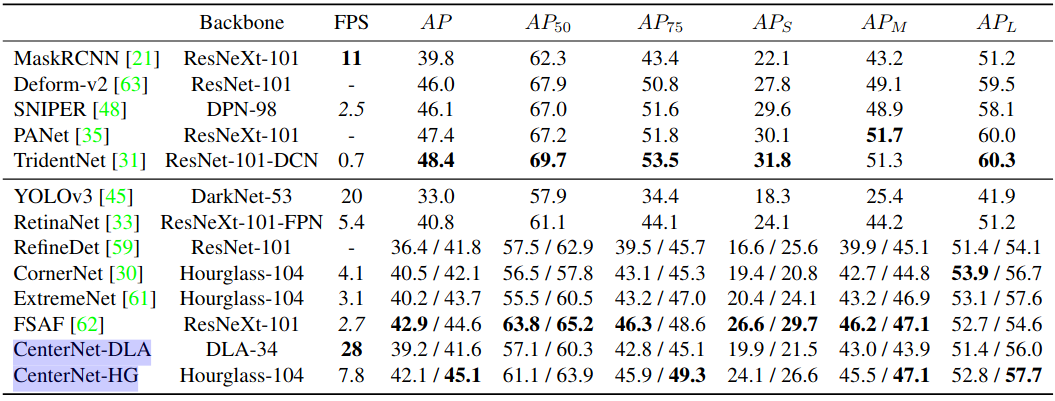 Backbone FPS AP AP50 AP75 APS APM APL
MaskRCNN [21] ResNeXt-101 11 39.8 62.3 43.4 22.1 43.2 51.2
Deform-v2 [63] ResNet-101 - 46.0 67.9 50.8 27.8 49.1 59.5
SNIPER [48] DPN-98 2.5 46.1 67.0 51.6 29.6 48.9 58.1
PANet [35] ResNeXt-101 - 47.4 67.2 51.8 30.1 51.7 60.0
TridentNet [31] ResNet-101-DCN 0.7 48.4 69.7 53.5 31.8 51.3 60.3
YOLOv3 [45] DarkNet-53 20 33.0 57.9 34.4 18.3 25.4 41.9
RetinaNet [33] ResNeXt-101-FPN 5.4 40.8 61.1 44.1 24.1 44.2 51.2
RefineDet [59] ResNet-101 - 36.4 / 41.8 57.5 / 62.9 39.5 / 45.7 16.6 / 25.6 39.9 / 45.1 51.4 / 54.1
CornerNet [30] Hourglass-104 4.1 40.5 / 42.1 56.5 / 57.8 43.1 / 45.3 19.4 / 20.8 42.7 / 44.8 53.9 / 56.7
ExtremeNet [61] Hourglass-104 3.1 40.2 / 43.7 55.5 / 60.5 43.2 / 47.0 20.4 / 24.1 43.2 / 46.9 53.1 / 57.6
FSAF [62] ResNeXt-101 2.7 42.9 / 44.6 63.8 / 65.2 46.3 / 48.6 26.6 / 29.7 46.2 / 47.1 52.7 / 54.6
CenterNet-DLA DLA-34 28 39.2 / 41.6 57.1 / 60.3 42.8 / 45.1 19.9 / 21.5 43.0 / 43.9 51.4 / 56.0
CenterNet-HG Hourglass-104 7.8 42.1 / 45.1 61.1 / 63.9 45.9 / 49.3 24.1 / 26.6 45.5 / 47.1 52.8 / 57.7